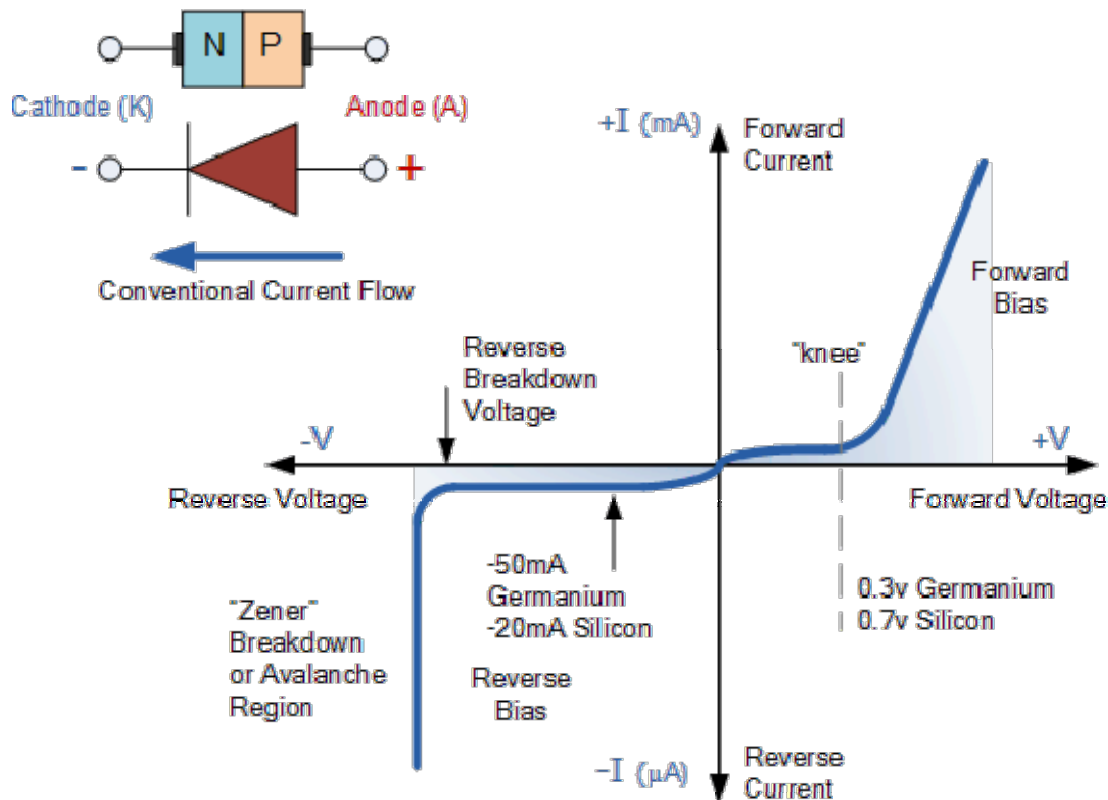 N P
Cathode (K) Anode (A)
- +
Conventional Current Flow
+I (mA)
Forward
Current
Forward
Bias
"knee"
Reverse
Breakdown
Voltage
-V
+V
Reverse Voltage
Forward Voltage
-50mA
Germanium
-20mA Silicon
0.3v Germanium
0.7v Silicon
"Zener"
Breakdown
or Avalanche
Region
Reverse
Bias
-I (µA)
Reverse
Current